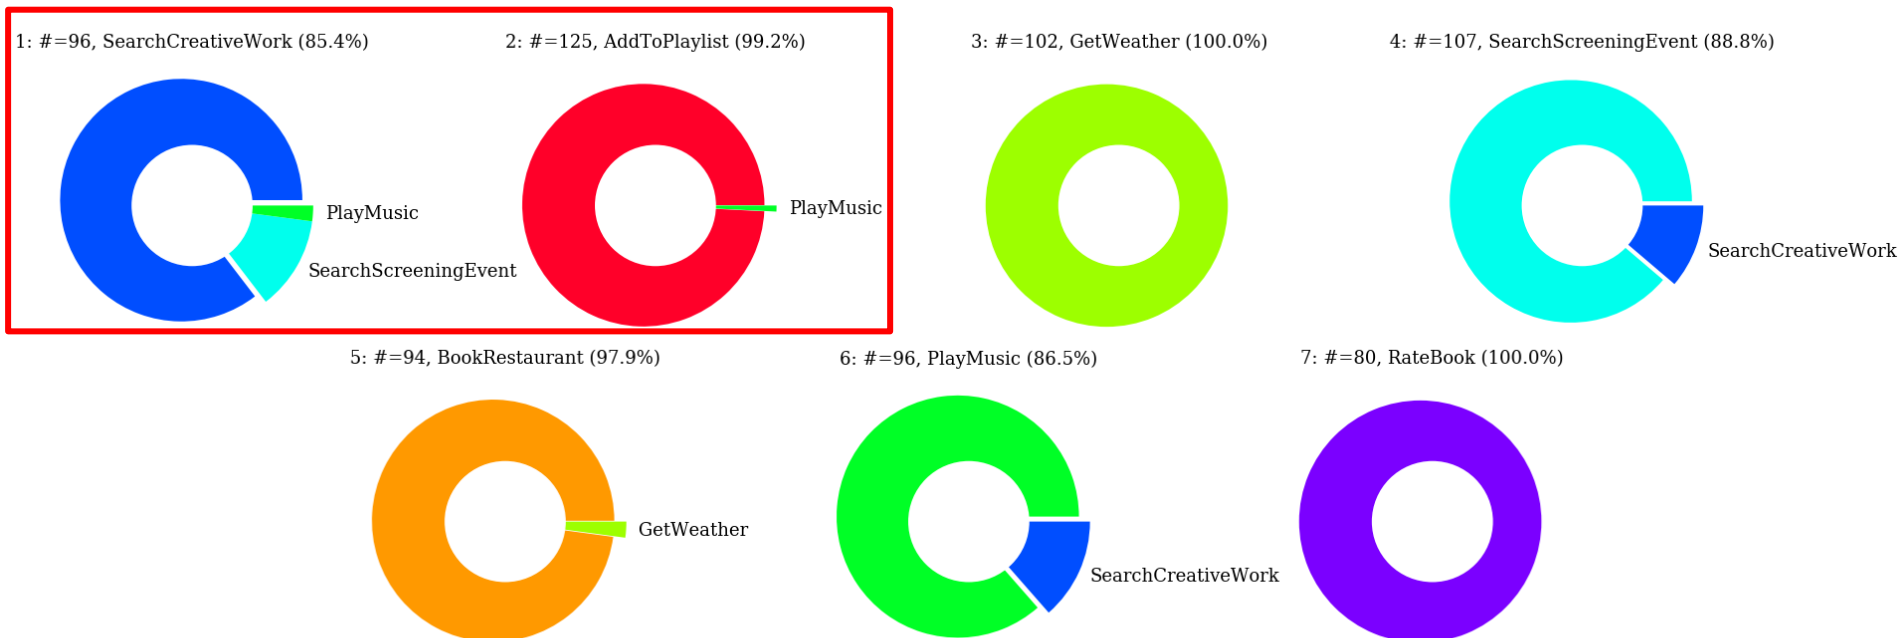 1: #=96, SearchCreativeWork (85.4%)
2: #=125, AddToPlaylist (99.2%)
3: #=102, GetWeather (100.0%)
4: #=107, SearchScreeningEvent (88.8%)
PlayMusic
SearchScreeningEvent
PlayMusic
SearchCreativeWork
5: #=94, BookRestaurant (97.9%)
6: #=96, PlayMusic (86.5%)
7: #=80, RateBook (100.0%)
GetWeather
SearchCreativeWork